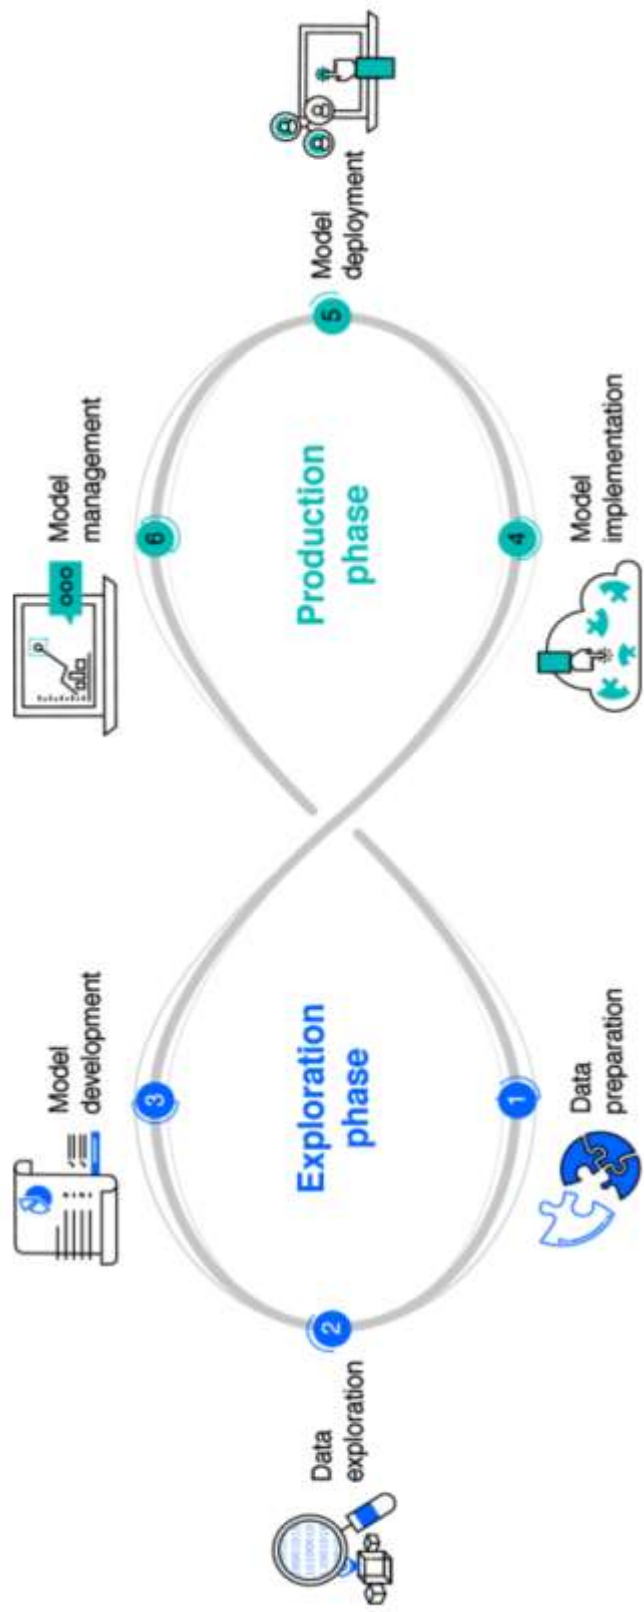 Model
development
Model
management
Data
exploration
2
3
Exploration
phase
1
6
Production
phase
4
5
Model
deployment
Data
preparation
Model
implementation